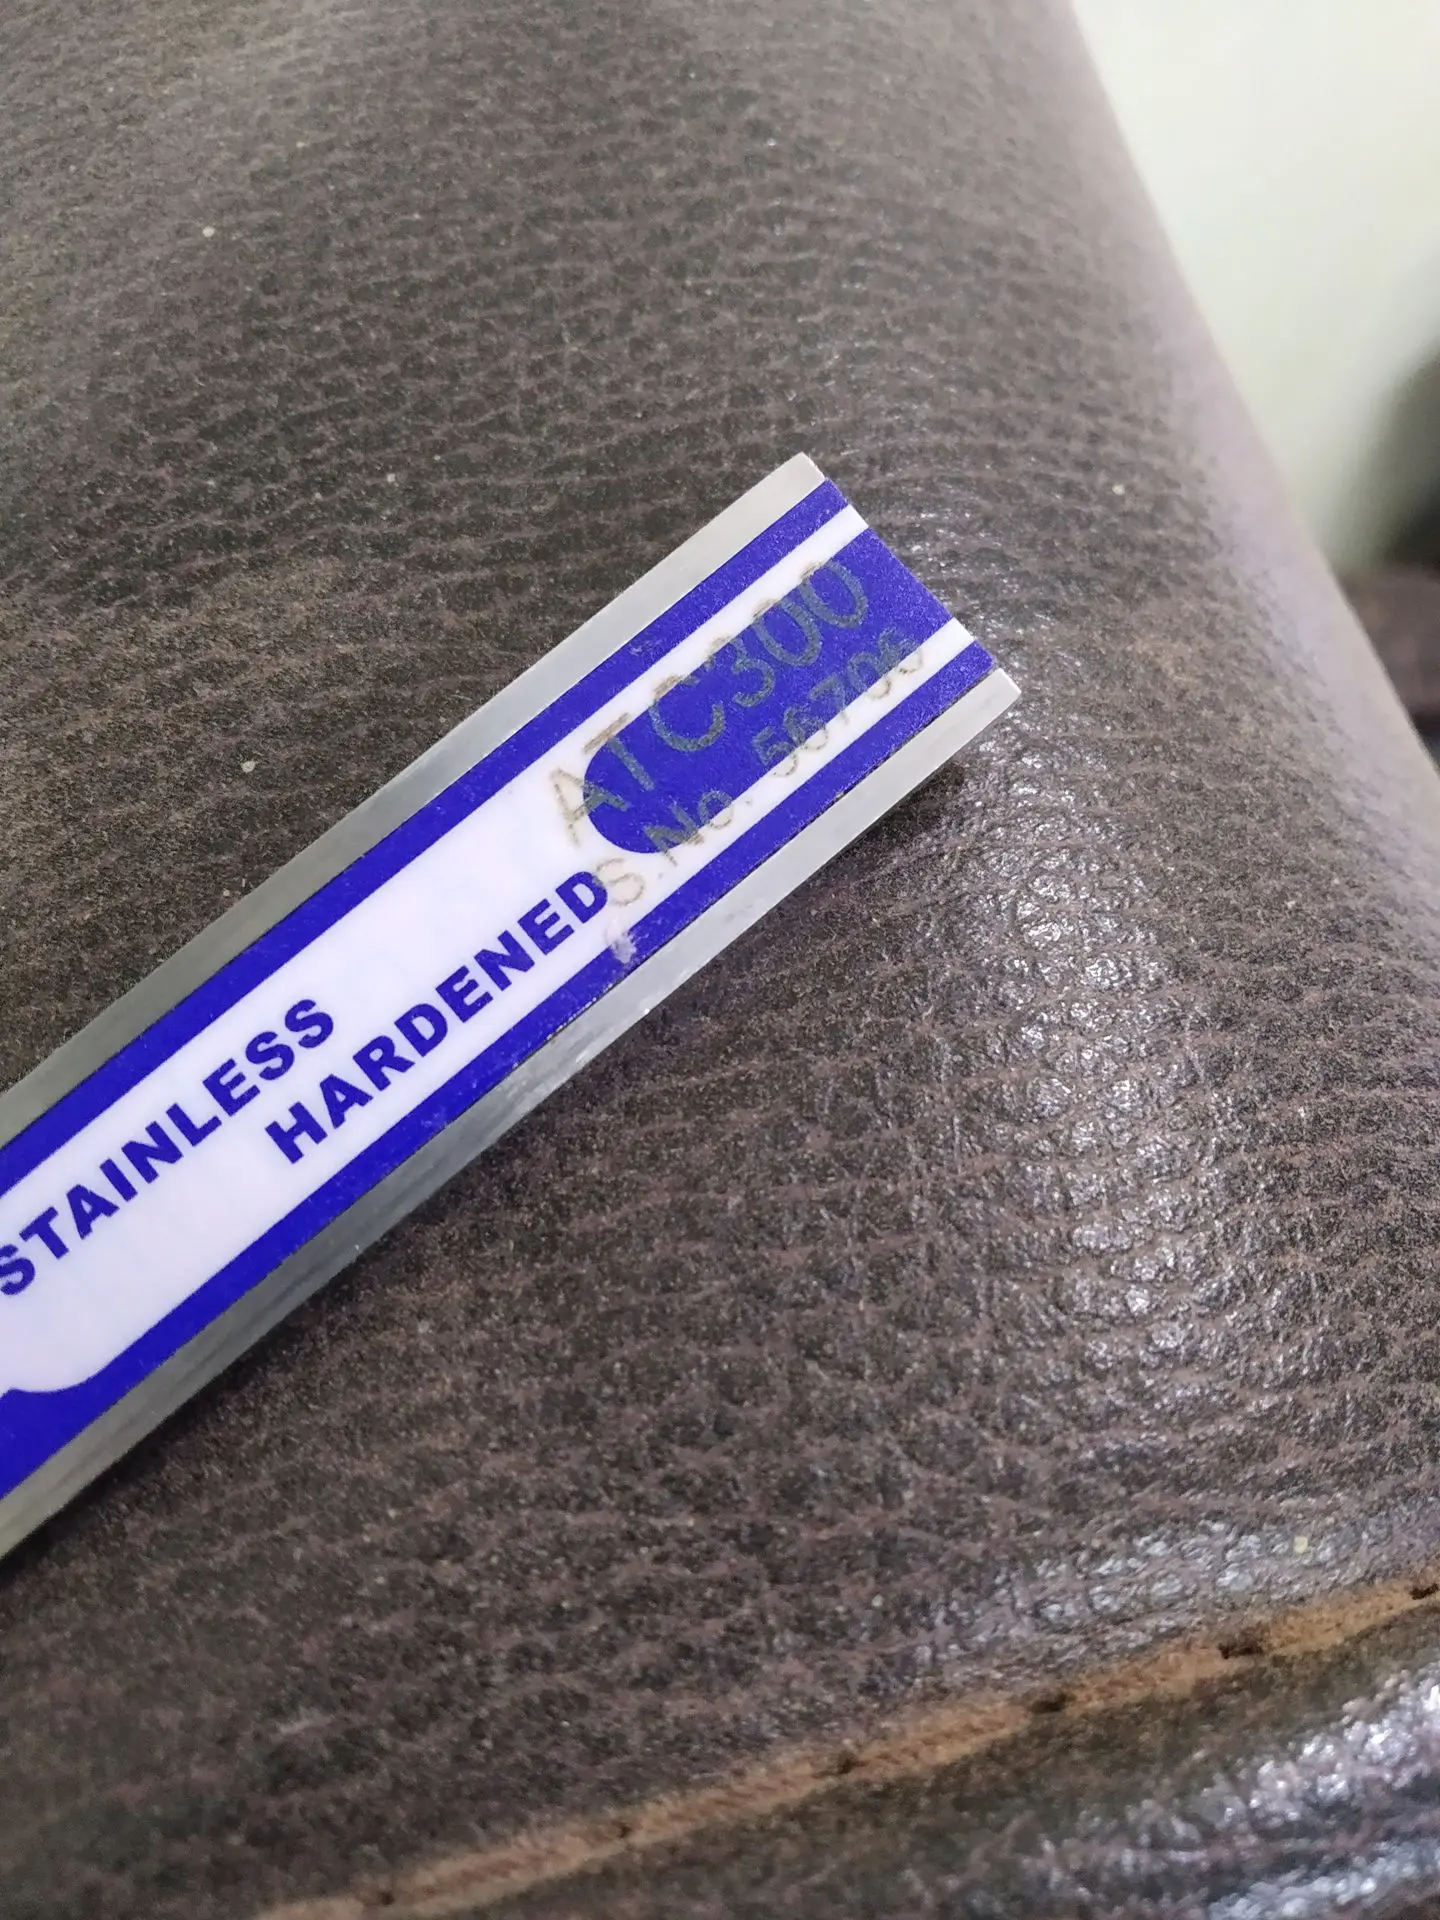 STAINLESS
HARDENED
ATC300
S.No. 56706